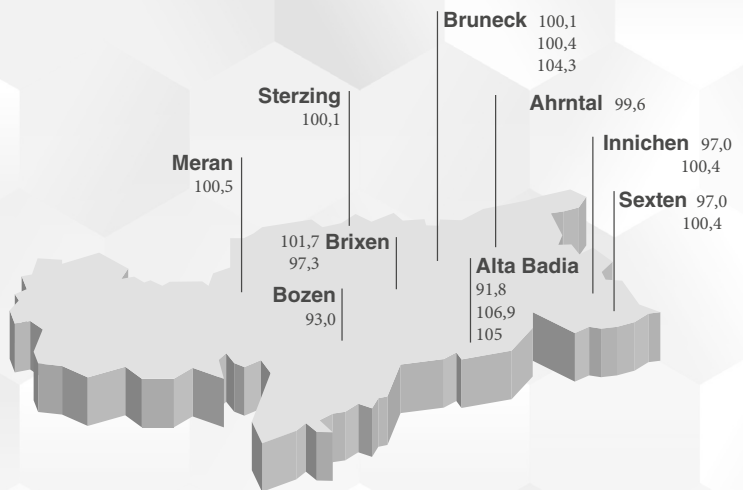 Bruneck 100,1
100,4
104,3
Sterzing
100,1
Ahrntal 99,6
Innichen 97,0
100,4
Meran
100,5
Sexten 97,0
100,4
101,7 Brixen
97,3
Alta Badia
91,8
106,9
105
Bozen
93,0